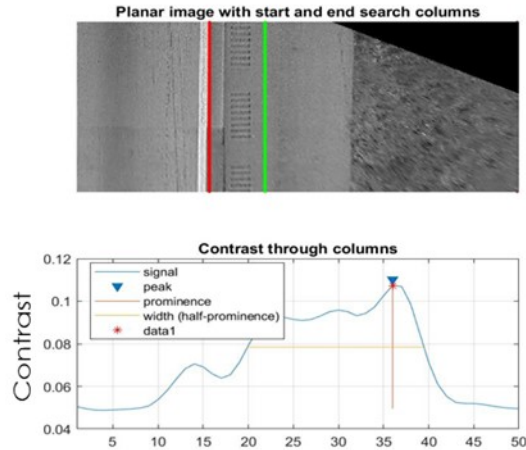 Planar image with start and end search columns
Contrast through columns
Contrast
0.12
0.1
0.08
0.06
0.04
signal
peak
prominence
width (half-prominence)
data1
5 10 15 20 25 30 35 40 45 50